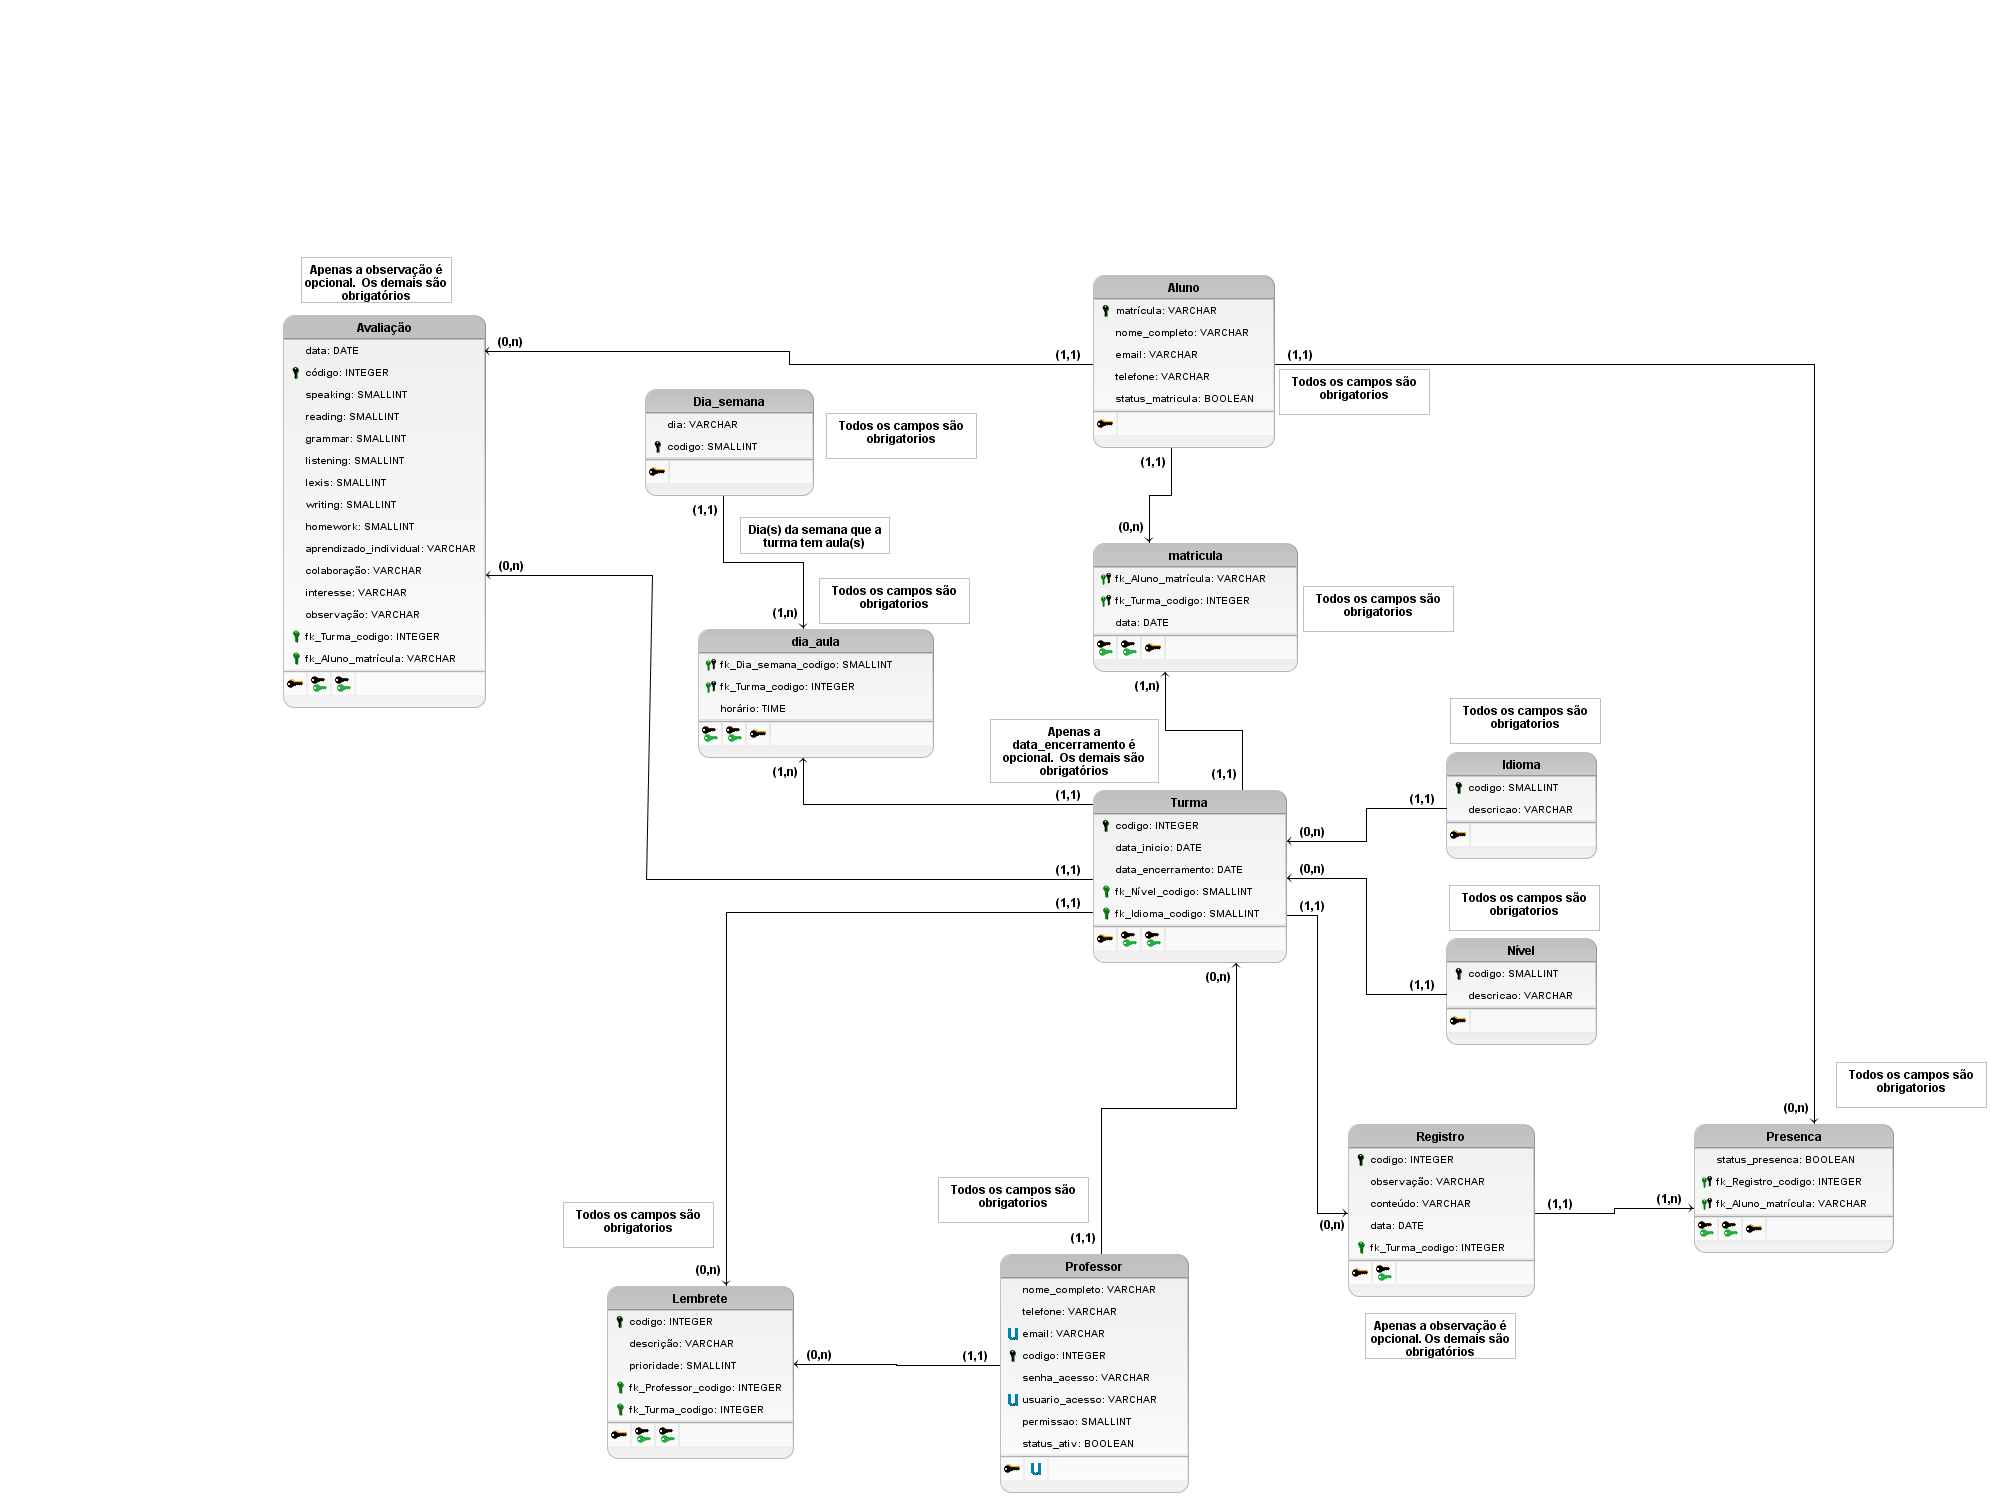 Apenas a observação é
opcional. Os demais são
obrigatórios
Avaliação
data: DATE
código: INTEGER
speaking: SMALLINT
reading: SMALLINT
grammar: SMALLINT
listening: SMALLINT
lexis: SMALLINT
writing: SMALLINT
homework: SMALLINT
aprendizado_individual: VARCHAR
colaboração: VARCHAR
interesse: VARCHAR
observação: VARCHAR
fk_Turma_codigo: INTEGER
fk_Aluno_matrícula: VARCHAR
(0,n)
(1,1)
(0,n)
Aluno
matrícula: VARCHAR
nome_completo: VARCHAR
email: VARCHAR
telefone: VARCHAR
status_matricula: BOOLEAN
(1,1)
Todos os campos são
obrigatorios
(1,1)
(0,n)
Dia_semana
dia: VARCHAR
codigo: SMALLINT
Todos os campos são
obrigatorios
(1,1)
Dia(s) da semana que a
turma tem aula(s)
Todos os campos são
obrigatorios
(1,n)
dia_aula
fk_Dia_semana_codigo: SMALLINT
fk_Turma_codigo: INTEGER
horário: TIME
(1,n)
(1,1)
matricula
fk_Aluno_matrícula: VARCHAR
fk_Turma_codigo: INTEGER
data: DATE
Todos os campos são
obrigatorios
(1,n)
Apenas a
data_encerramento é
opcional. Os demais são
obrigatórios
(1,1)
Turma
codigo: INTEGER
data_inicio: DATE
data_encerramento: DATE
fk_Nível_codigo: SMALLINT
fk_Idioma_codigo: SMALLINT
(1,1)
(1,1)
(0,n)
(0,n)
(1,1)
(0,n)
Todos os campos são
obrigatorios
Idioma
codigo: SMALLINT
descricao: VARCHAR
(1,1)
Todos os campos são
obrigatorios
Nível
codigo: SMALLINT
descricao: VARCHAR
(1,1)
Todos os campos são
obrigatorios
(0,n)
Presenca
status_presenca: BOOLEAN
fk_Registro_codigo: INTEGER
fk_Aluno_matrícula: VARCHAR
(1,n)
Registro
codigo: INTEGER
observação: VARCHAR
conteúdo: VARCHAR
data: DATE
fk_Turma_codigo: INTEGER
(1,1)
(0,n)
Apenas a observação é
opcional. Os demais são
obrigatórios
Todos os campos são
obrigatorios
(1,1)
Professor
nome_completo: VARCHAR
telefone: VARCHAR
email: VARCHAR
codigo: INTEGER
senha_acesso: VARCHAR
usuario_acesso: VARCHAR
permissao: SMALLINT
status_ativ: BOOLEAN
(1,1)
(0,n)
Todos os campos são
obrigatorios
(0,n)
Lembrete
codigo: INTEGER
descrição: VARCHAR
prioridade: SMALLINT
fk_Professor_codigo: INTEGER
fk_Turma_codigo: INTEGER